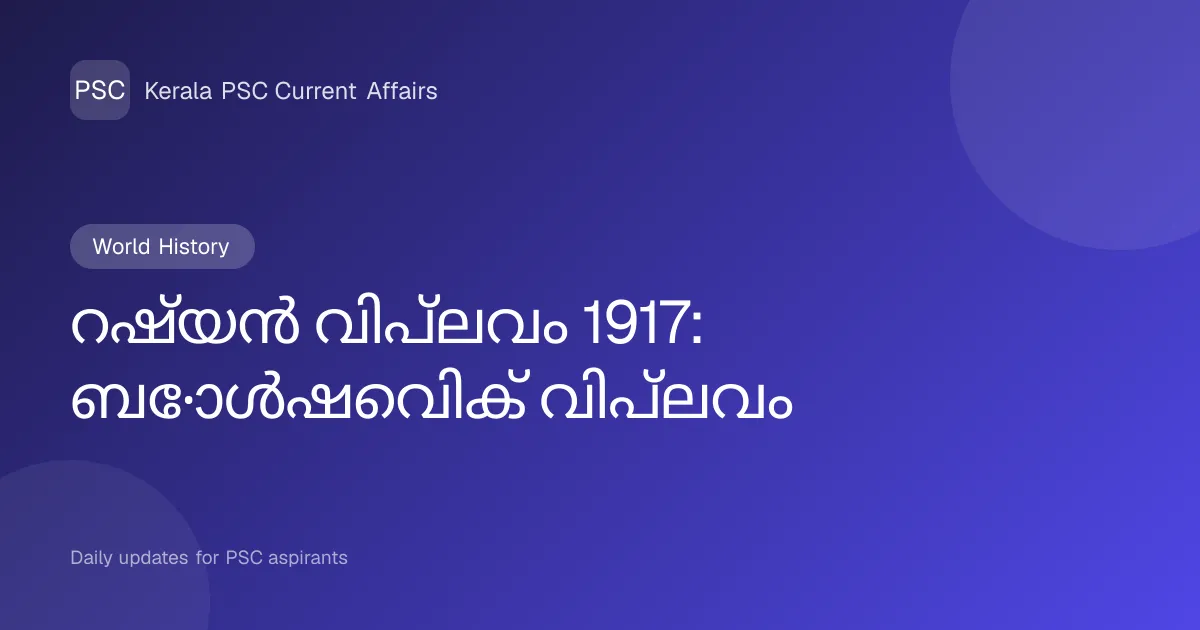 PSC Kerala PSC Current Affairs
World History
റഷ്യൻ വിപ്ലവം 1917:
ബോൾഷെവിക് വിപ്ലവം
Daily updates for PSC aspirants